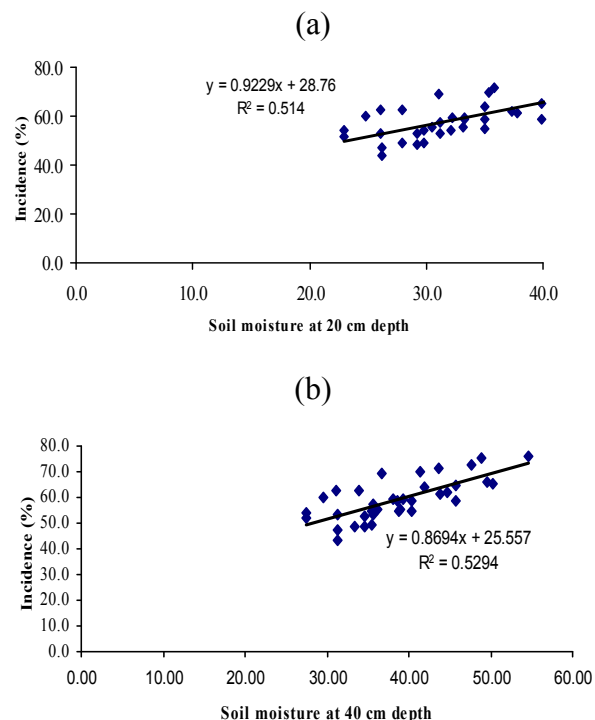 (a)
80.0
y = 0.9229x + 28.76
R² = 0.514
60.0
40.0
20.0
0.0
Incidence (%)
0.0 10.0 20.0 30.0 40.0
Soil moisture at 20 cm depth
(b)
80.0
70.0
60.0
50.0
40.0
30.0
20.0
10.0
0.0
Incidence (%)
y = 0.8694x + 25.557
R² = 0.5294
0.00 10.00 20.00 30.00 40.00 50.00 60.00
Soil moisture at 40 cm depth